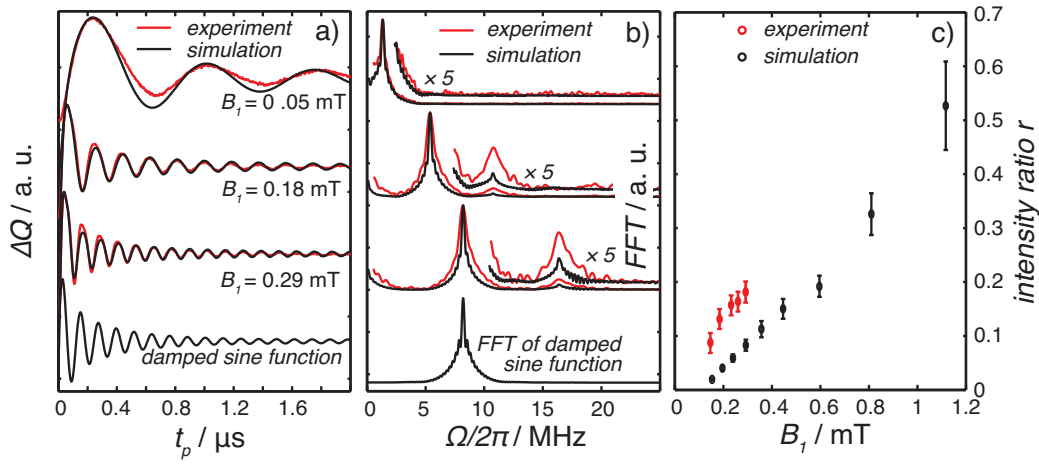 experiment
simulation
a)
B1 = 0 .05 mT
B1 = 0.18 mT
B1 = 0.29 mT
damped sine function
ΔQ / a. u.
0 0.4 0.8 1.2 1.6
tp / μs
experiment
simulation
b)
× 5
× 5
× 5
FFT of damped
sine function
FFT / a. u.
0 5 10 15 20
Ω/2π / MHz
experiment
simulation
c)
0.7
0.6
0.5
0.4
0.3
0.2
0.1
0
intensity ratio r
0 0.2 0.4 0.6 0.8 1.0 1.2
B1 / mT